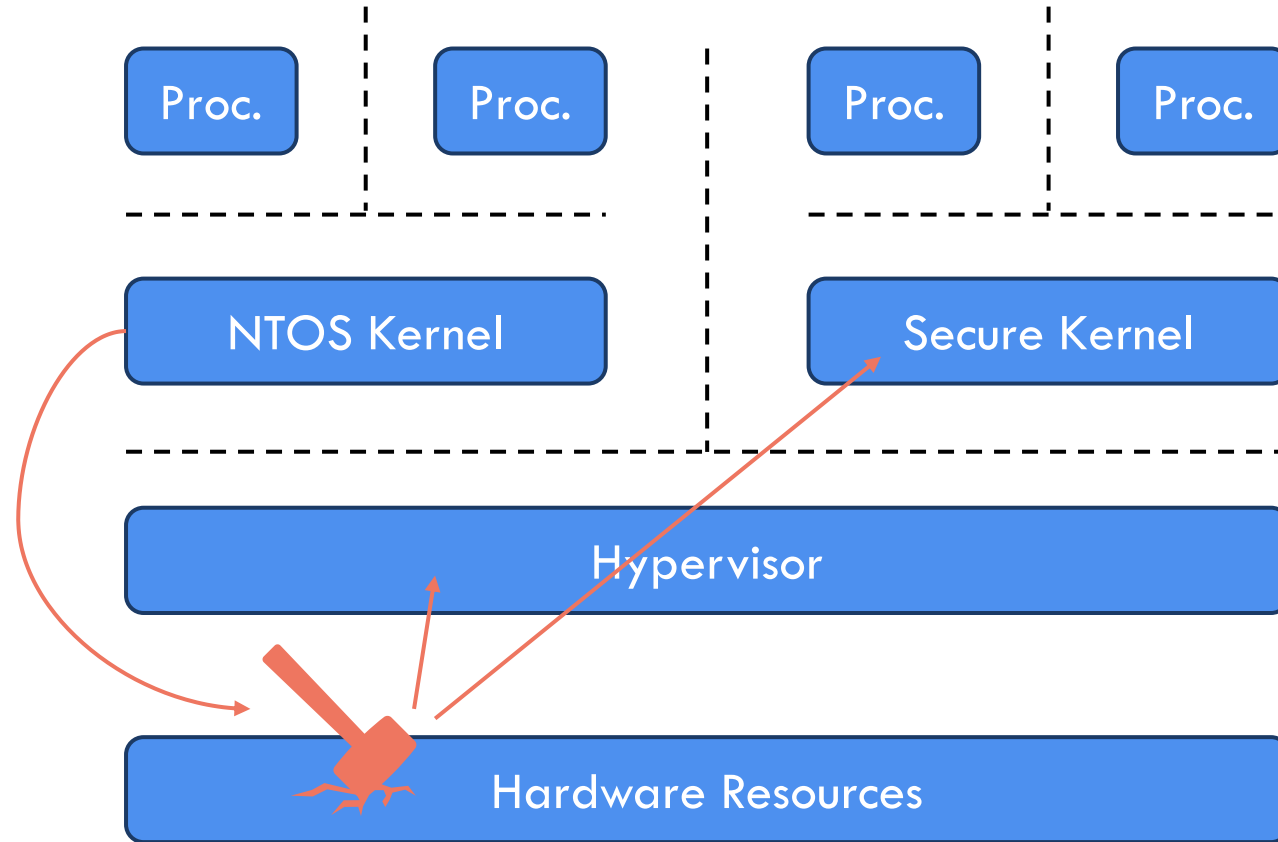 Proc.
Proc.
Proc.
Proc.
NTOS Kernel
Secure Kernel
Hypervisor
Hardware Resources